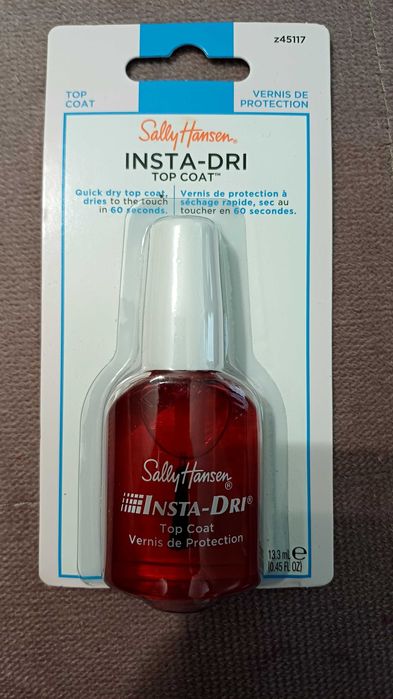 z45117
TOP
COAT
VERNIS DE
PROTECTION
Sally Hansen®
INSTA-DRI
TOP COAT™
Quick dry top coat,
dries to the touch
in 60 seconds.
Vernis de protection à
séchage rapide, sec au
toucher en 60 secondes.
Sally Hansen®
INSTA-DRI®
Top Coat
Vernis de Protection
13.3 mL e
(0.45 FL OZ)